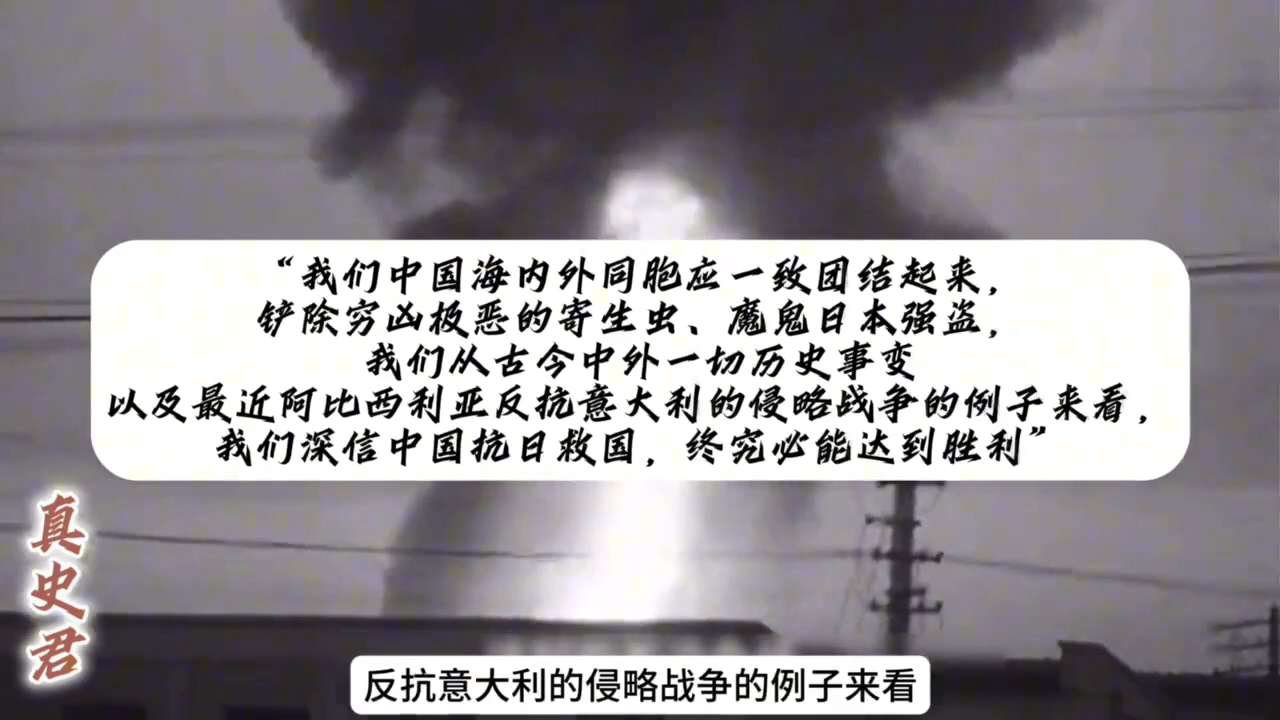 “我们中国海内外同胞应一致团结起来，
铲除穷凶极恶的寄生虫、魔鬼日本强盗，
我们从古今中外一切历史事变
以及最近阿比西利亚反抗意大利的侵略战争的例子来看，
我们深信中国抗日救国，终究必能达到胜利”
真史君
反抗意大利的侵略战争的例子来看